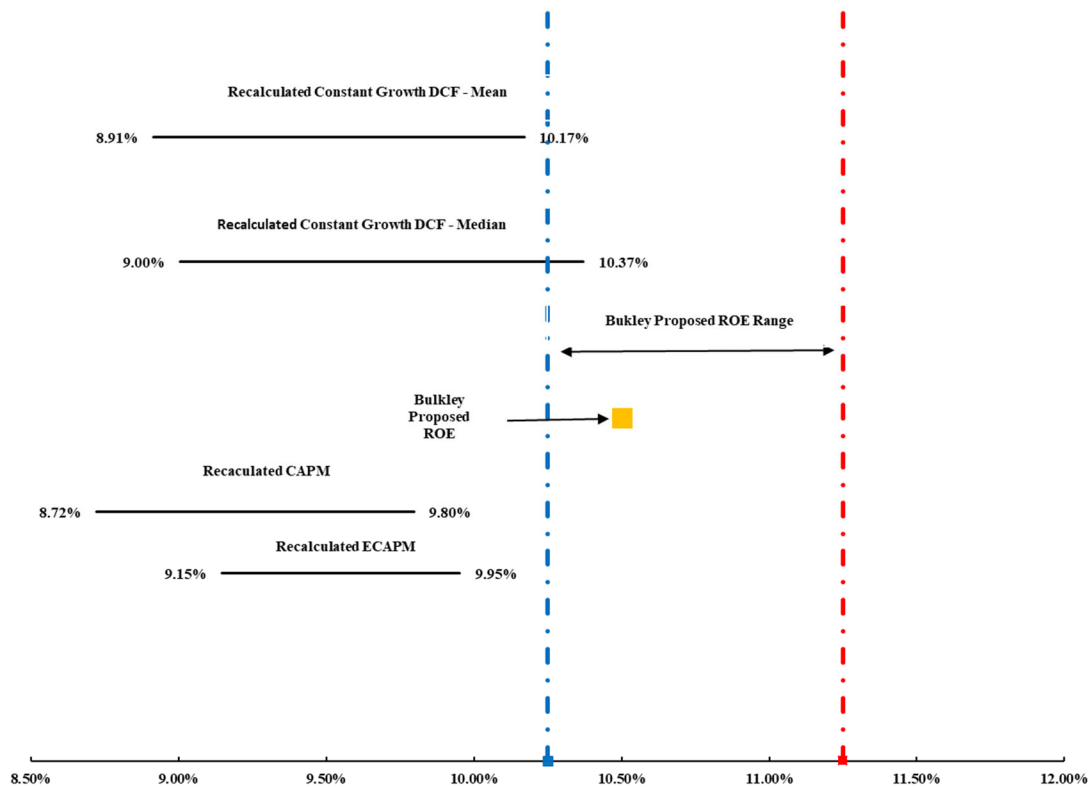 Recalculated Constant Growth DCF - Mean
8.91%
10.17%
Recalculated Constant Growth DCF - Median
9.00%
10.37%
Bukley Proposed ROE Range
Bulkley
Proposed
ROE
Recaculated CAPM
8.72%
9.80%
Recalculated ECAPM
9.15%
9.95%
8.50%
9.00%
9.50%
10.00%
10.50%
11.00%
11.50%
12.00%